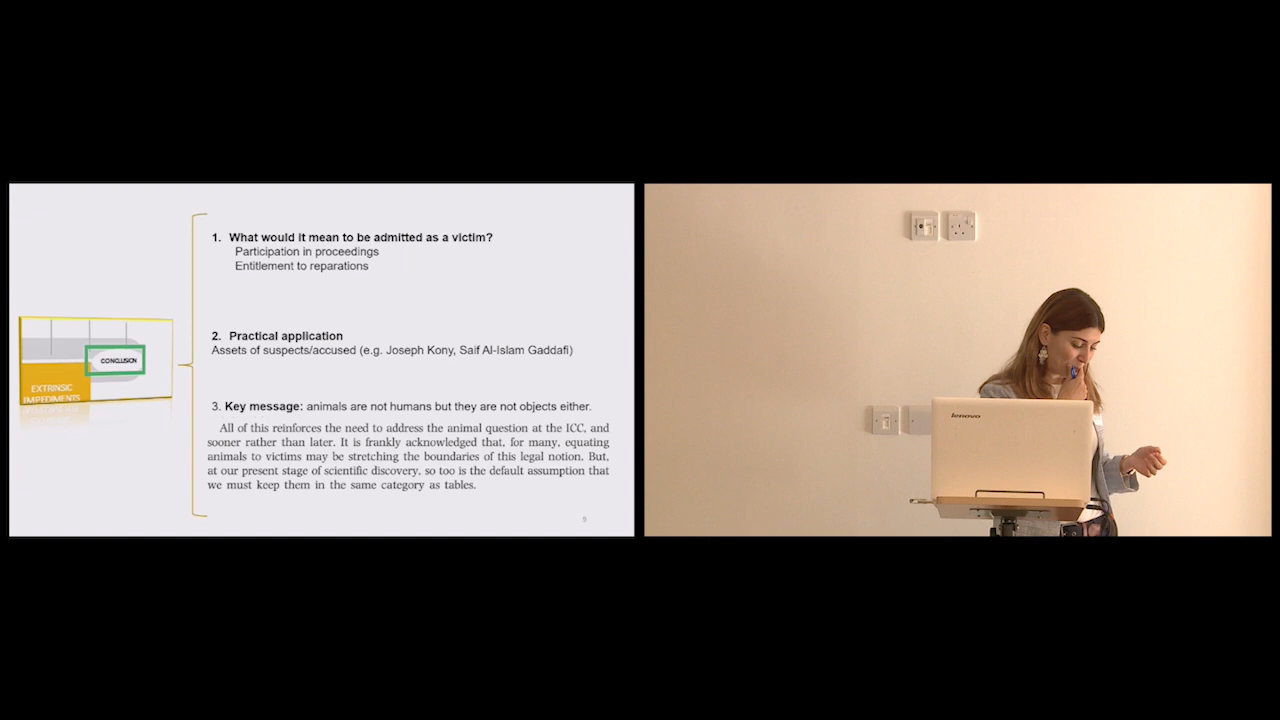 1. What would it mean to be admitted as a victim?
Participation in proceedings
Entitlement to reparations
2. Practical application
Assets of suspects/accused (e.g. Joseph Kony, Saif Al-Islam Gaddafi)
CONCLUSION
EXTRINSIC
IMPEDIMENTS
3. Key message: animals are not humans but they are not objects either.
All of this reinforces the need to address the animal question at the ICC, and
sooner rather than later. It is frankly acknowledged that, for many, equating
animals to victims may be stretching the boundaries of this legal notion. But,
at our present stage of scientific discovery, so too is the default assumption that
we must keep them in the same category as tables.
9
lenovo